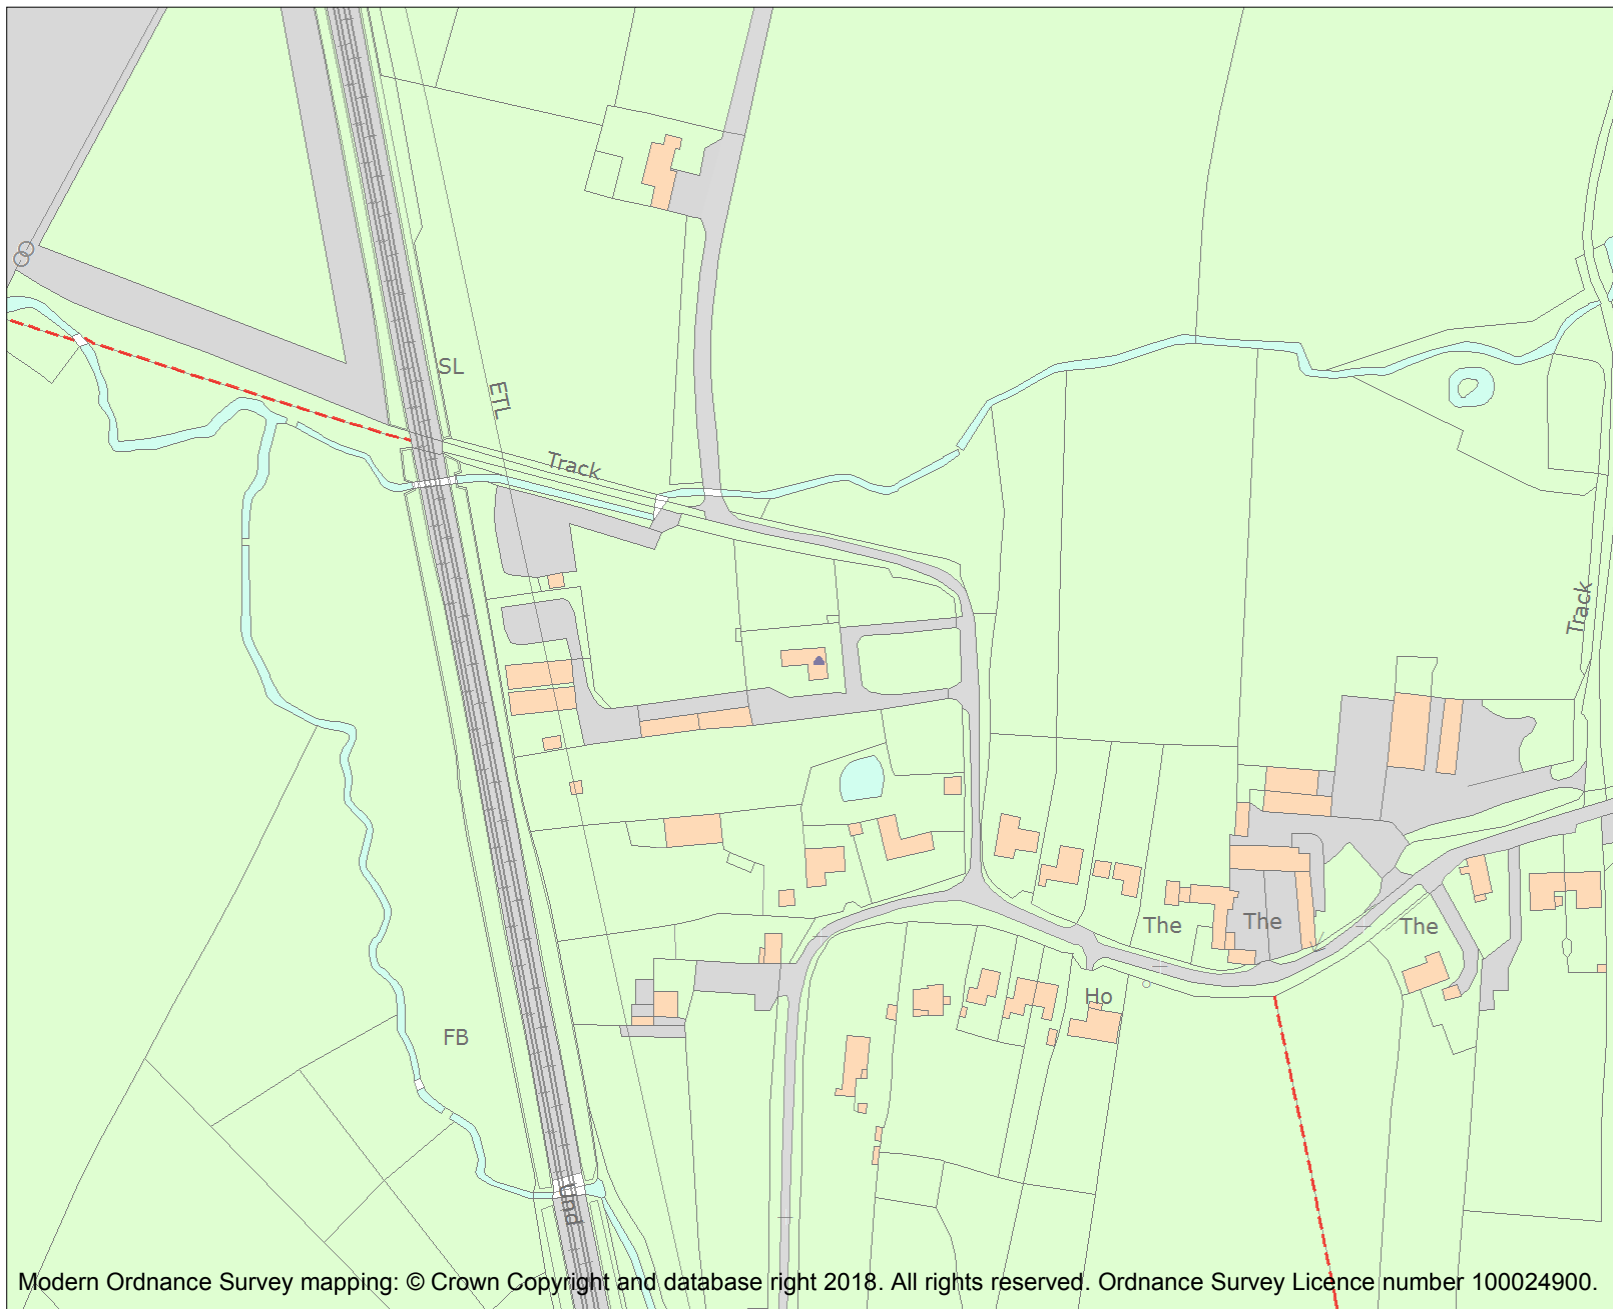 SL
ETL
Track
Track
The
The
The
Ho
FB
Und
Modern Ordnance Survey mapping: © Crown Copyright and database right 2018. All rights reserved. Ordnance Survey Licence number 100024900.